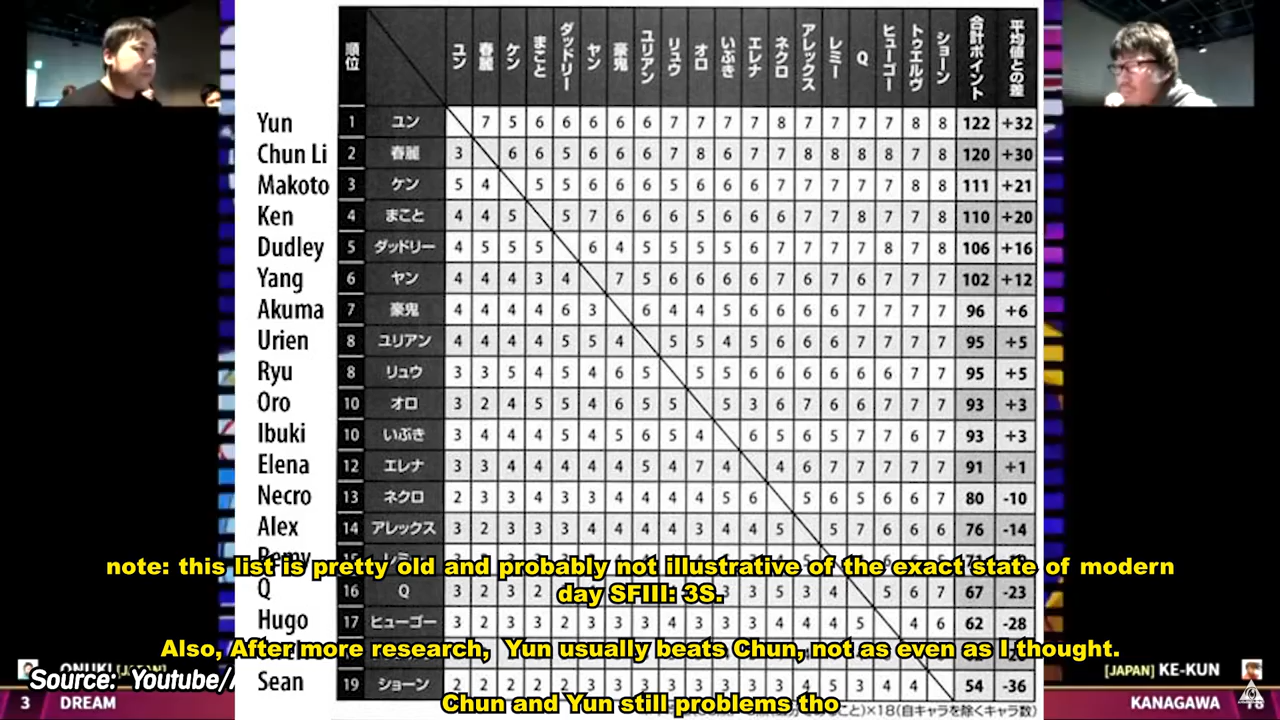 順位 ユン 春麗 ケン まこと ダッドリー ヤン 豪鬼 ユリアン リュウ オロ いぶき エレナ ネクロ アレックス レミー Q ヒューゴー トゥエルヴ ショーン 合計ポイント 平均値との差
Yun 1 ユン 7 5 6 6 6 6 6 7 7 7 7 8 7 7 7 7 8 8 122 +32
Chun Li 2 春麗 3 6 6 5 6 6 6 7 8 6 7 7 8 8 8 8 7 8 120 +30
Makoto 3 ケン 5 4 5 5 6 6 6 5 6 6 6 7 7 7 7 7 8 8 111 +21
Ken 4 まこと 4 4 5 5 7 6 6 6 5 6 6 6 7 7 8 7 7 8 110 +20
Dudley 5 ダッドリー 4 5 5 5 6 4 5 5 5 5 6 7 7 7 7 8 7 8 106 +16
Yang 6 ヤン 4 4 4 3 4 7 5 6 6 6 6 7 6 7 6 7 7 7 102 +12
Akuma 7 豪鬼 4 4 4 4 6 3 6 4 4 5 6 6 6 6 7 7 7 7 96 +6
Urien 8 ユリアン 4 4 4 4 5 5 4 5 5 4 5 6 6 6 7 7 7 7 95 +5
Ryu 8 リュウ 3 3 5 4 5 4 6 5 5 5 6 6 6 6 6 6 7 7 95 +5
Oro 10 オロ 3 2 4 5 5 4 6 5 5 5 3 6 7 6 6 7 7 7 93 +3
Ibuki 10 いぶき 3 4 4 4 5 4 5 6 5 4 6 5 6 5 7 7 6 7 93 +3
Elena 12 エレナ 3 3 4 4 4 4 4 5 4 7 4 4 6 7 7 7 7 7 91 +1
Necro 13 ネクロ 2 3 3 4 3 3 4 4 4 4 5 6 5 6 5 6 6 7 80 -10
Alex 14 アレックス 3 2 3 3 3 4 4 4 4 3 4 4 5 5 7 6 6 6 76 -14
Remy 15 レミー
note: this list is pretty old and probably not illustrative of the exact state of modern
day SFIII: 3S.
Q 16 Q 3 2 3 2 3 3 5 3 4 5 6 7 67 -23
Hugo 17 ヒューゴー 3 2 3 3 2 3 3 3 4 3 3 3 4 4 4 5 4 6 62 -28
Also, After more research, Yun usually beats Chun, not as even as I thought.
Sean 19 ショーン 2 2 2 2 2 2 3 3 3 3 3 3 3 4 5 3 4 4 54 -36
Chun and Yun still problems tho
×18(自キャラを除くキャラ数)
ONUKI [JAPAN]
Source: Youtube//
3 DREAM
[JAPAN] KE-KUN
KANAGAWA